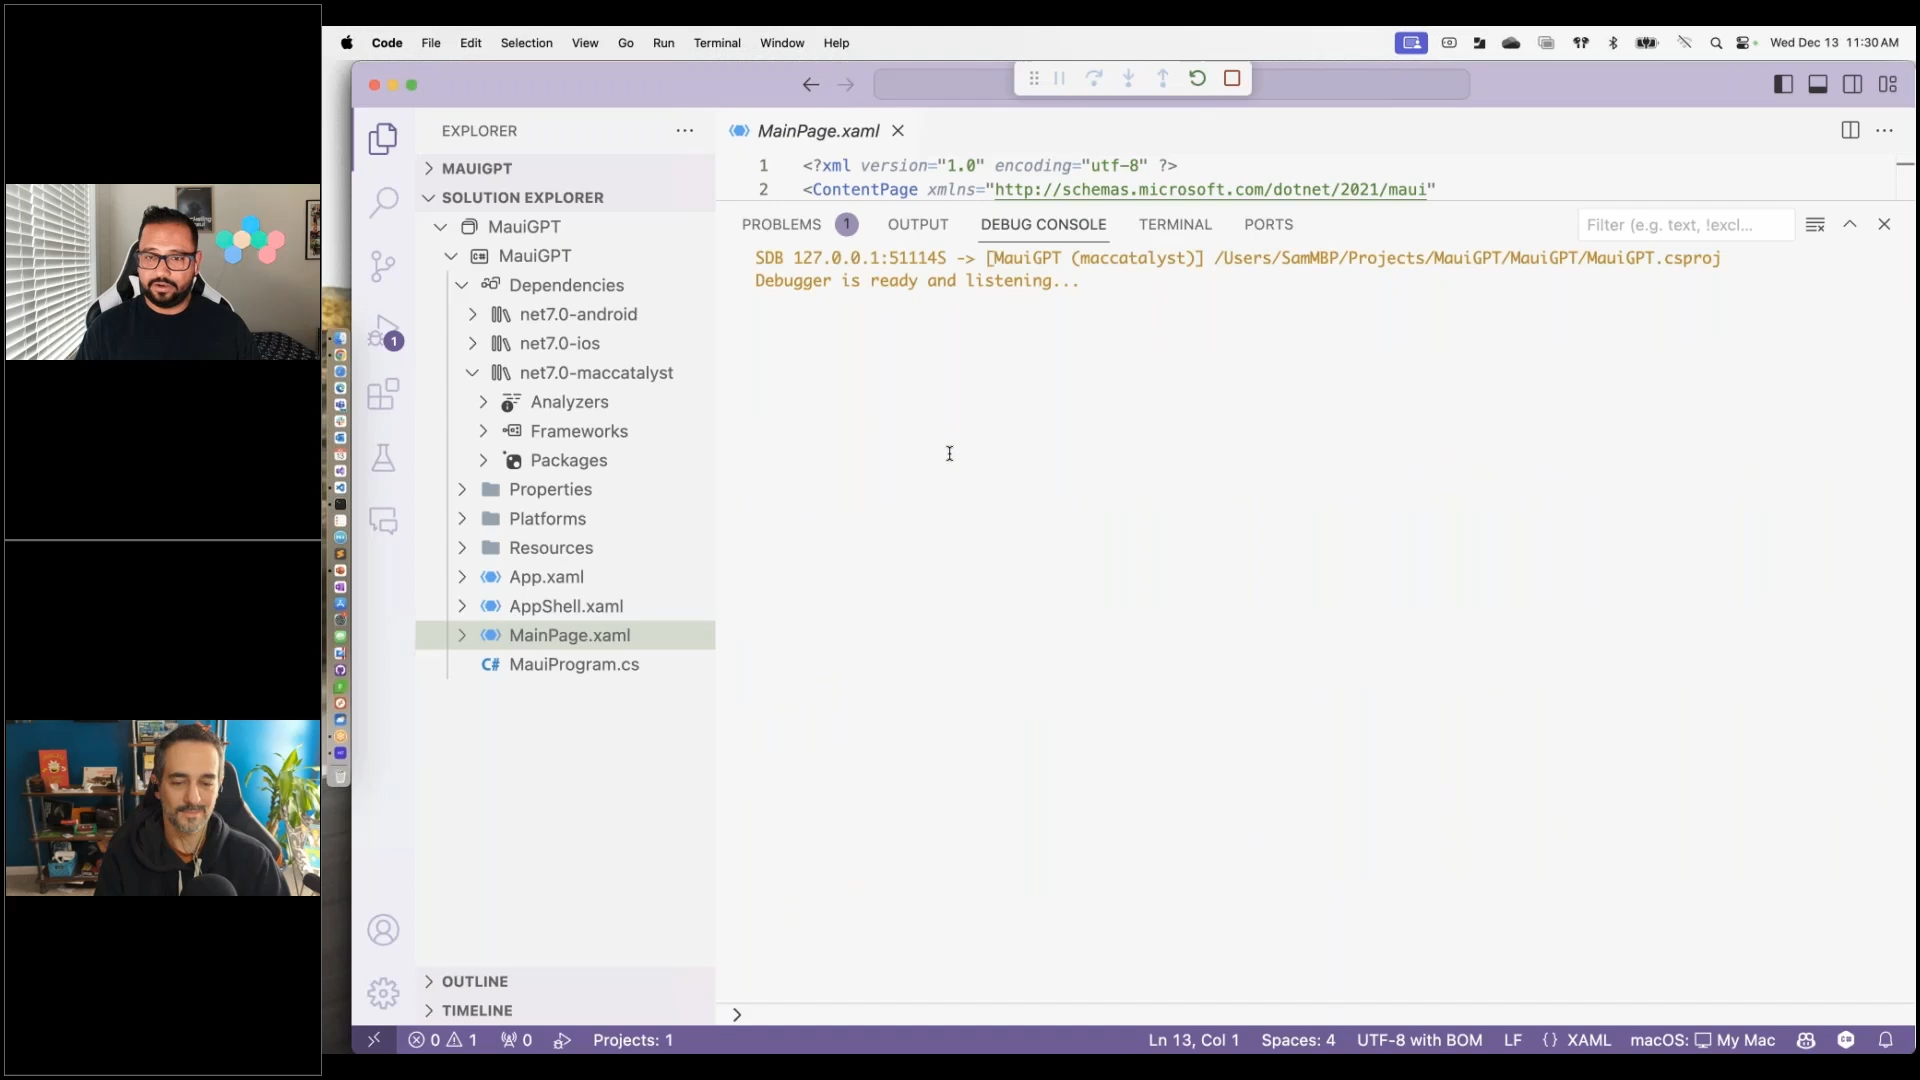 Code File Edit Selection View Go Run Terminal Window Help
Wed Dec 13 11:30 AM
EXPLORER
MAUIGPT
SOLUTION EXPLORER
MauiGPT
MauiGPT
Dependencies
net7.0-android
net7.0-ios
net7.0-maccatalyst
Analyzers
Frameworks
Packages
Properties
Platforms
Resources
App.xaml
AppShell.xaml
MainPage.xaml
C# MauiProgram.cs
OUTLINE
TIMELINE
1
MainPage.xaml
1 <?xml version="1.0" encoding="utf-8" ?>
2 <ContentPage xmlns="http://schemas.microsoft.com/dotnet/2021/maui"
PROBLEMS 1 OUTPUT DEBUG CONSOLE TERMINAL PORTS
Filter (e.g. text, !excl...
SDB 127.0.0.1:51114S -> [MauiGPT (maccatalyst)] /Users/SamMBP/Projects/MauiGPT/MauiGPT/MauiGPT.csproj
Debugger is ready and listening...
0 1 0 Projects: 1
Ln 13, Col 1 Spaces: 4 UTF-8 with BOM LF {} XAML macOS: My Mac